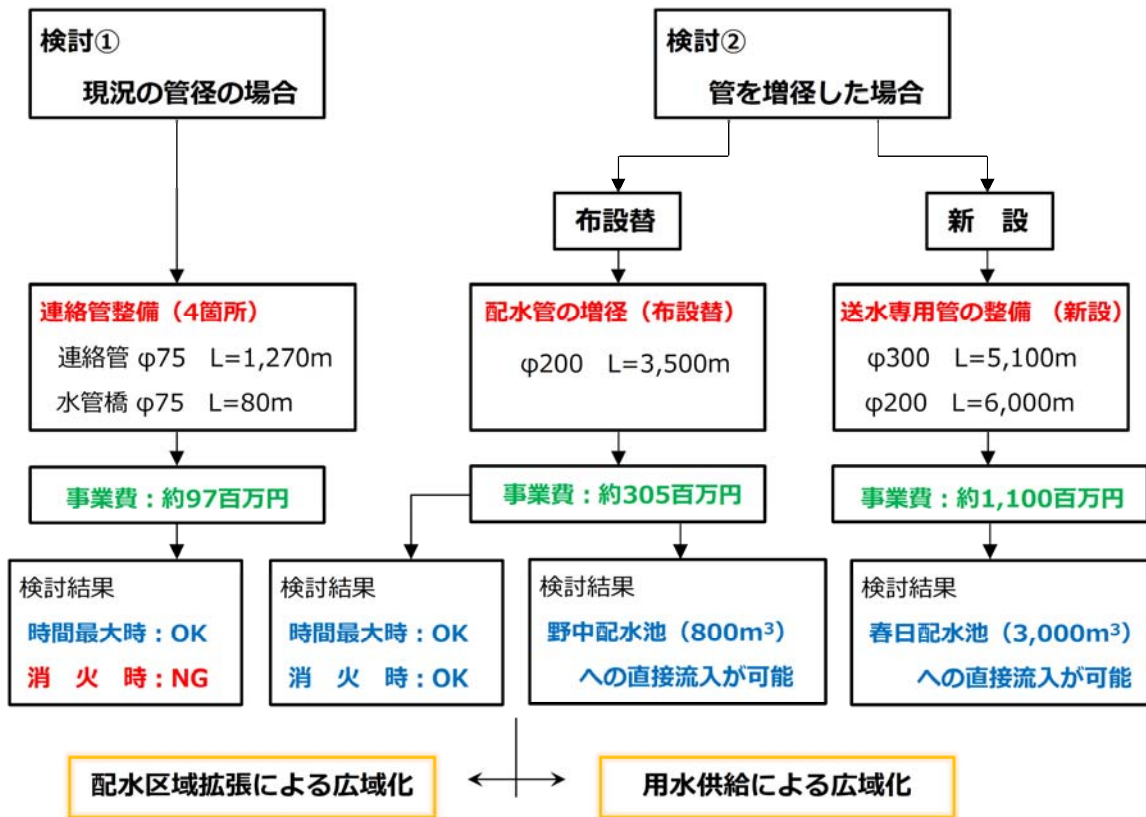 検討①
現況の管径の場合
検討②
管を増径した場合
布設替
新　設
連絡管整備（4箇所）
連絡管 φ75　L=1,270m
水管橋 φ75　L=80m
配水管の増径（布設替）
φ200　L=3,500m
送水専用管の整備 （新設）
φ300　L=5,100m
φ200　L=6,000m
事業費：約97百万円
事業費：約305百万円
事業費：約1,100百万円
検討結果
時間最大時：OK
消　火　時：NG
検討結果
時間最大時：OK
消　火　時：OK
検討結果
野中配水池（800m³）
への直接流入が可能
検討結果
春日配水池（3,000m³）
への直接流入が可能
配水区域拡張による広域化
用水供給による広域化